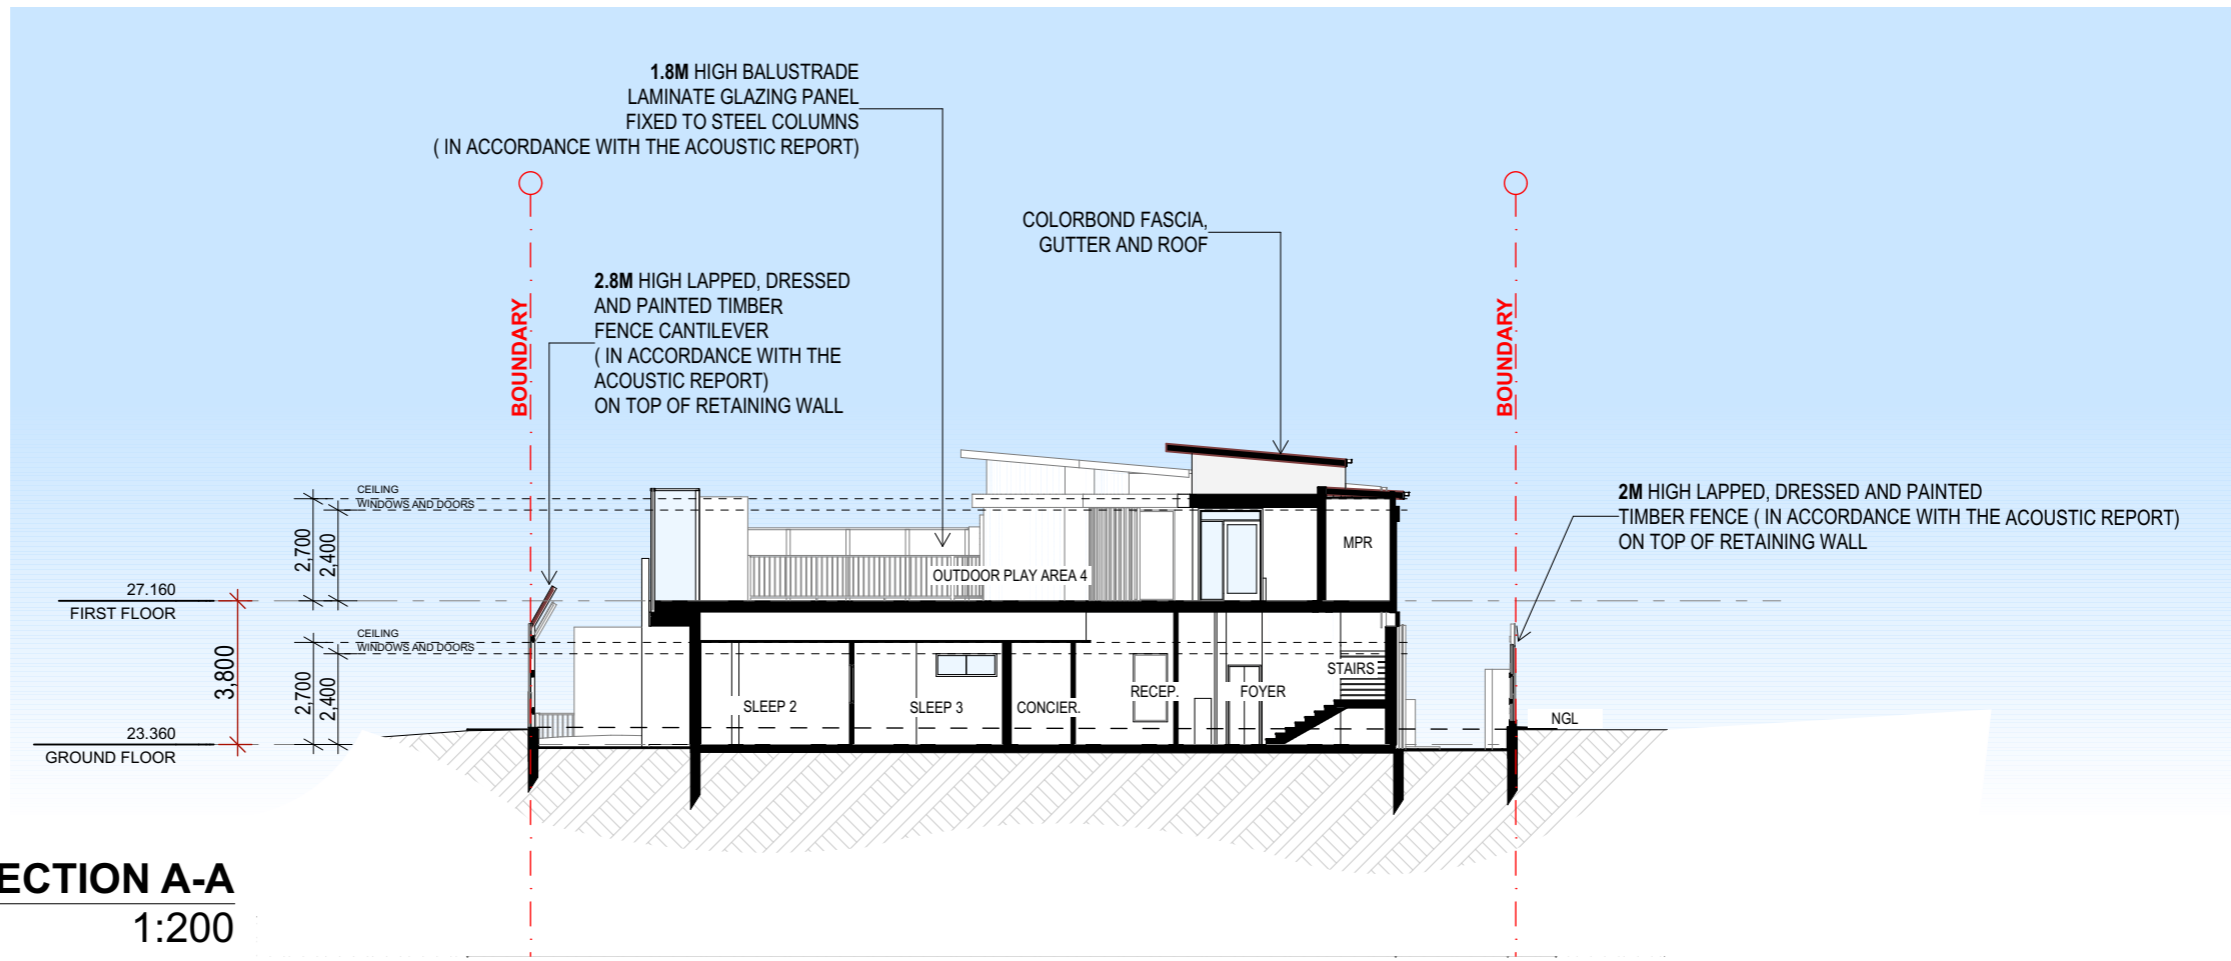 1.8M HIGH BALUSTRADE
LAMINATE GLAZING PANEL
FIXED TO STEEL COLUMNS
( IN ACCORDANCE WITH THE ACOUSTIC REPORT)
COLORBOND FASCIA,
GUTTER AND ROOF
2.8M HIGH LAPPED, DRESSED
AND PAINTED TIMBER
FENCE CANTILEVER
( IN ACCORDANCE WITH THE
ACOUSTIC REPORT)
ON TOP OF RETAINING WALL
BOUNDARY
BOUNDARY
2M HIGH LAPPED, DRESSED AND PAINTED
TIMBER FENCE ( IN ACCORDANCE WITH THE ACOUSTIC REPORT)
ON TOP OF RETAINING WALL
CEILING
WINDOWS AND DOORS
2,700
2,400
MPR
OUTDOOR PLAY AREA 4
27.160
FIRST FLOOR
CEILING
WINDOWS AND DOORS
3,800
2,700
2,400
STAIRS
SLEEP 2
SLEEP 3
CONCIER.
RECEP.
FOYER
NGL
23.360
GROUND FLOOR
ECTION A-A
1:200